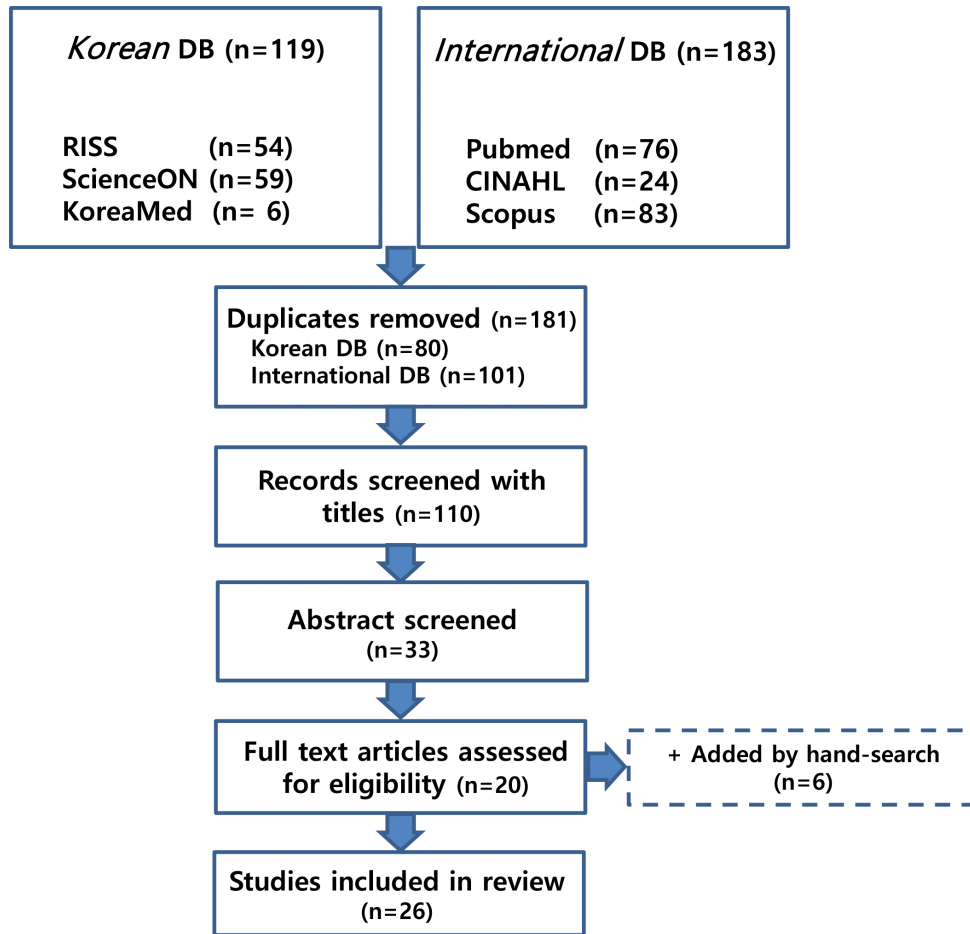 Korean DB (n=119)
RISS (n=54)
ScienceON (n=59)
KoreaMed (n= 6)
International DB (n=183)
Pubmed (n=76)
CINAHL (n=24)
Scopus (n=83)
Duplicates removed (n=181)
Korean DB (n=80)
International DB (n=101)
Records screened with
titles (n=110)
Abstract screened
(n=33)
Full text articles assessed
for eligibility (n=20)
+ Added by hand-search
(n=6)
Studies included in review
(n=26)